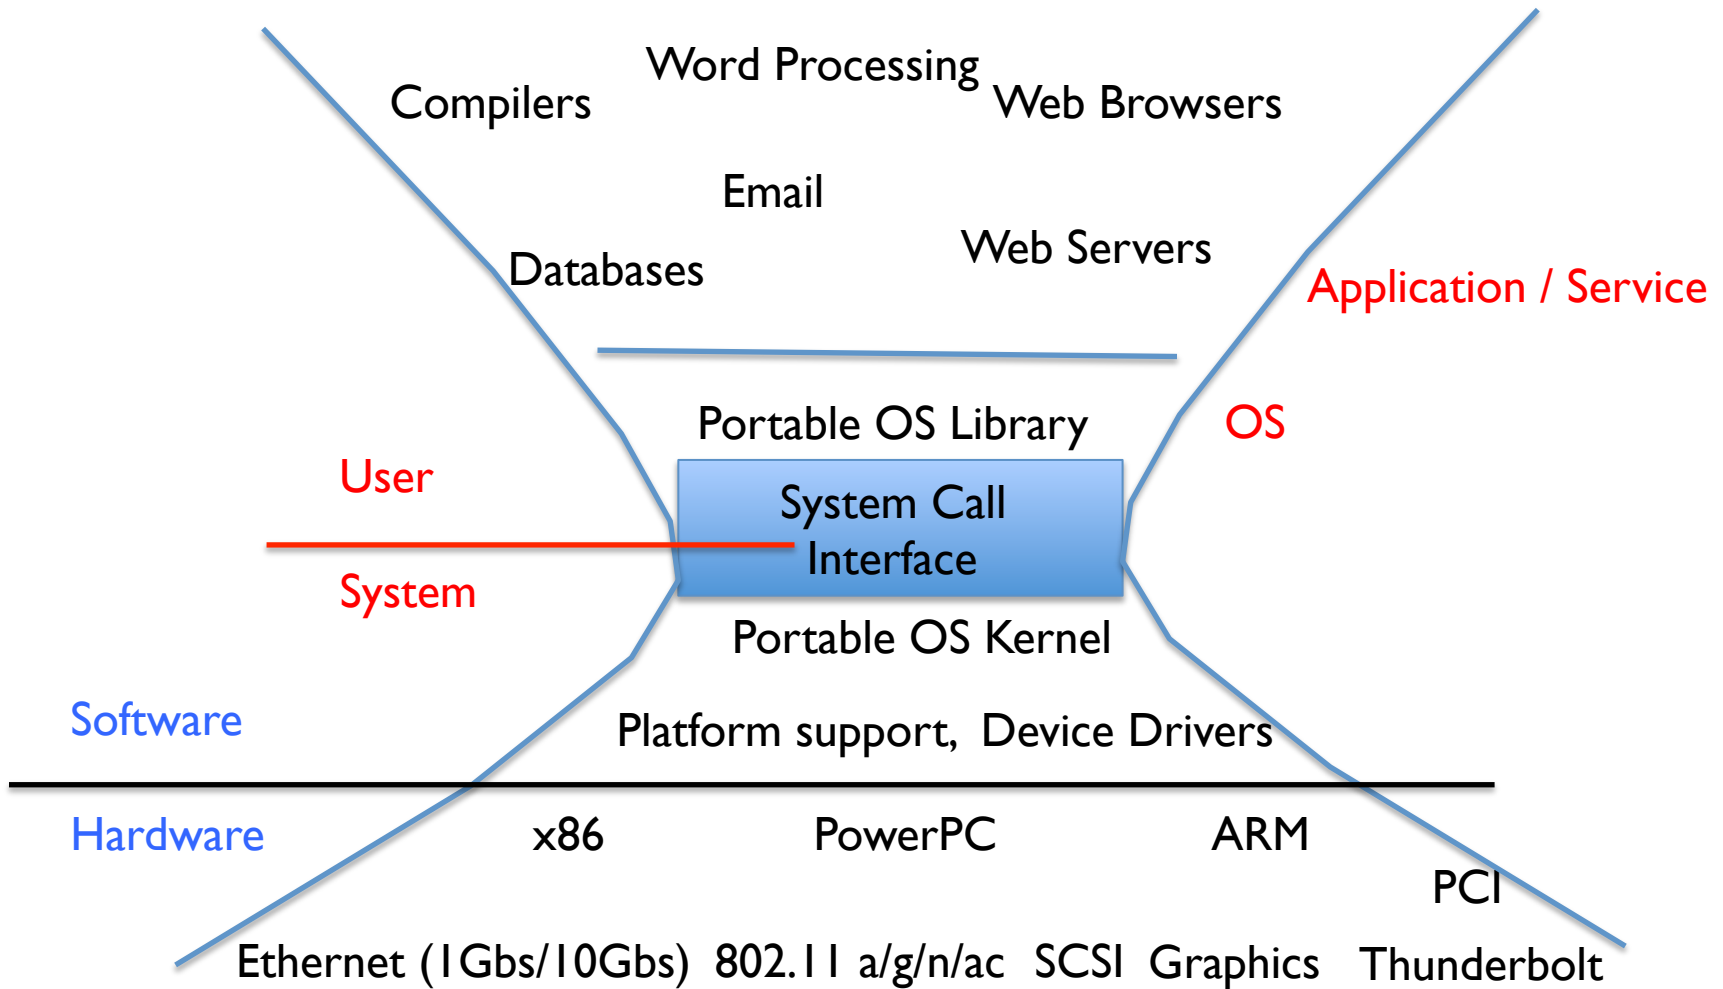 Word Processing
Compilers
Web Browsers
Email
Web Servers
Databases
Application / Service
Portable OS Library
OS
User
System Call
Interface
System
Portable OS Kernel
Software
Platform support, Device Drivers
Hardware
x86
PowerPC
ARM
PCI
Ethernet (1Gbs/10Gbs)
802.11 a/g/n/ac
SCSI
Graphics
Thunderbolt